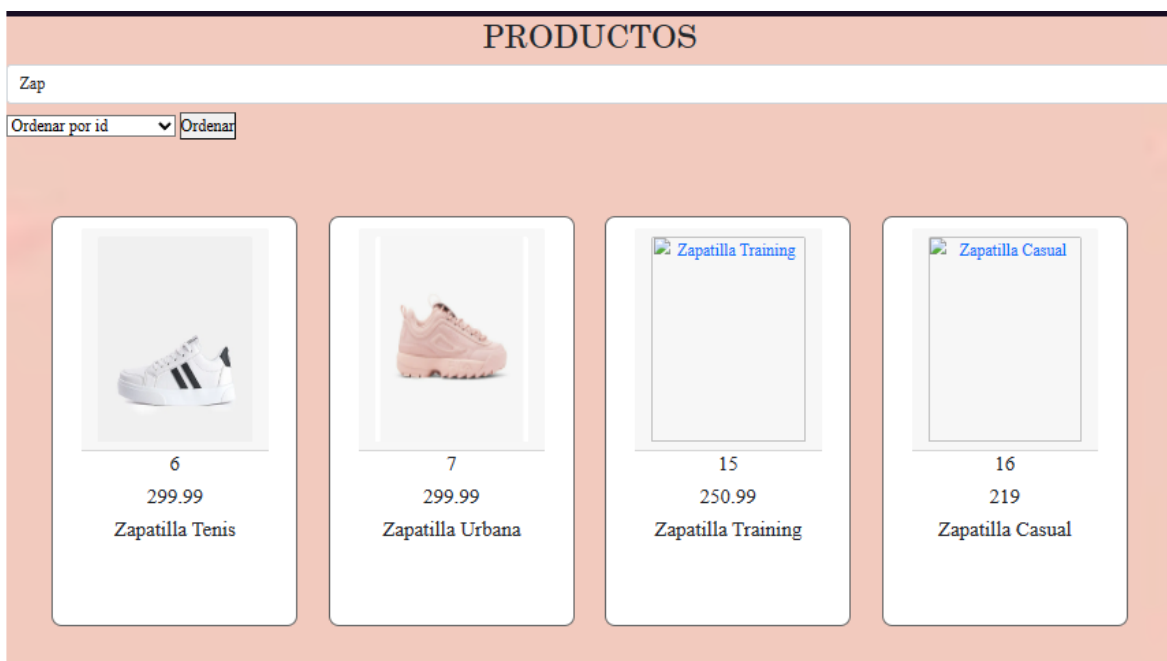 PRODUCTOS
Zap
Ordenar por id Ordenar
Zapatilla Training Zapatilla Casual
6 7 15 16
299.99 299.99 250.99 219
Zapatilla Tenis Zapatilla Urbana Zapatilla Training Zapatilla Casual